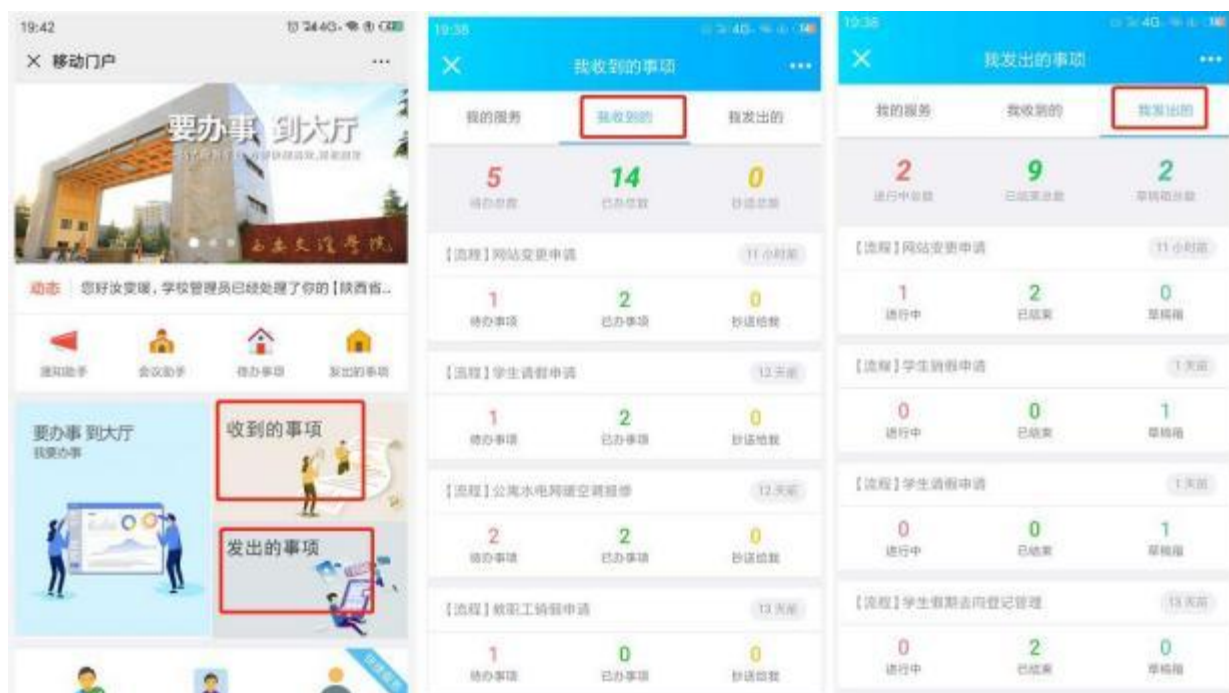 19:42
4G
× 移动门户 ···
要办事 到大厅
西安文理学院
动态 您好汝雯暖,学校管理员已经处理了你的【陕西省...
通知助手 会议助手 待办事项 发出的事项
要办事 到大厅
我要办事
收到的事项
发出的事项
19:38 4G
我收到的事项 ···
我的服务 我收到的 我发出的
5 14 0
待办总数 已办总数 抄送总数
【流程】网站变更申请 11 小时前
1 2 0
待办事项 已办事项 抄送给我
【流程】学生请假申请 12 天前
1 2 0
待办事项 已办事项 抄送给我
【流程】公寓水电网暖空调报修 12 天前
2 2 0
待办事项 已办事项 抄送给我
【流程】教职工销假申请 13 天前
1 0 0
待办事项 已办事项 抄送给我
19:38 4G
我发出的事项 ···
我的服务 我收到的 我发出的
2 9 2
进行中总数 已结束总数 草稿箱总数
【流程】网站变更申请 11 小时前
1 2 0
进行中 已结束 草稿箱
【流程】学生销假申请 1 天前
0 0 1
进行中 已结束 草稿箱
【流程】学生请假申请 1 天前
0 0 1
进行中 已结束 草稿箱
【流程】学生假期去向登记管理 13 天前
0 2 0
进行中 已结束 草稿箱